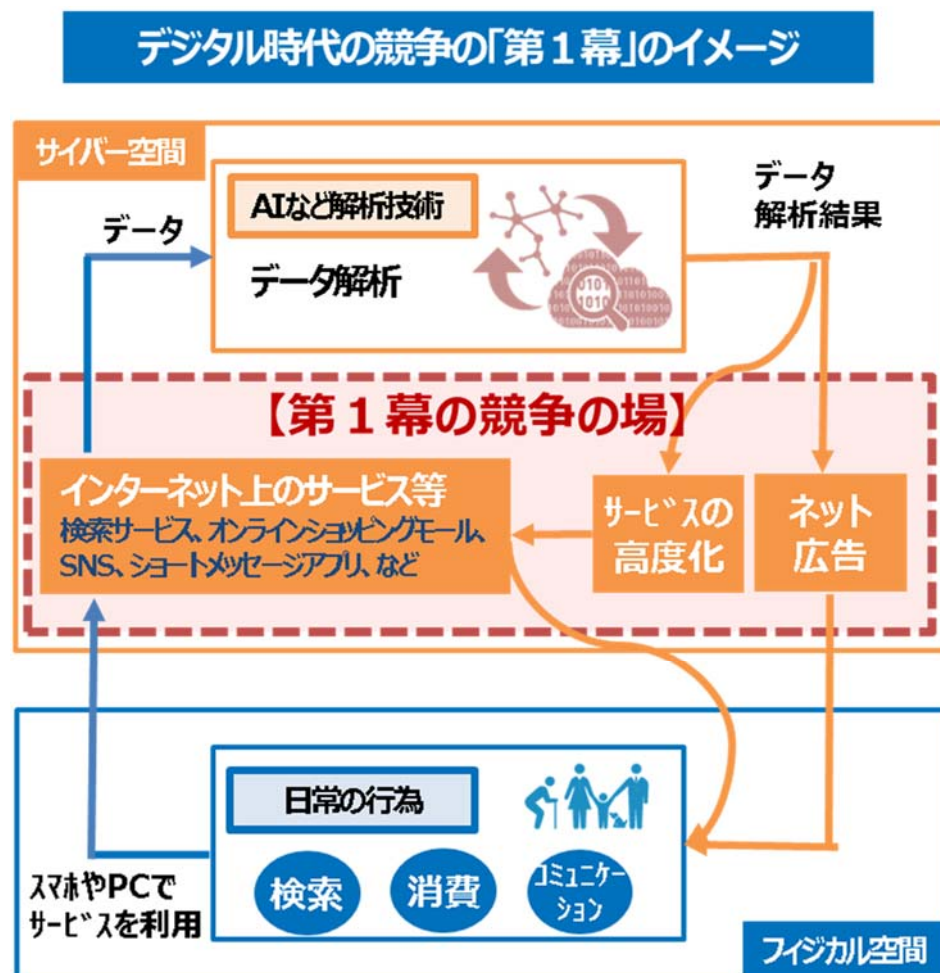 デジタル時代の競争の「第１幕」のイメージ
サイバー空間
データ
AIなど解析技術
データ解析
データ
解析結果
【第１幕の競争の場】
インターネット上のサービス等
検索サービス、オンラインショッピングモール、
SNS、ショートメッセージアプリ、など
サービスの
高度化
ネット
広告
日常の行為
検索
消費
コミュニケー
ション
スマホやPCで
サービスを利用
フィジカル空間